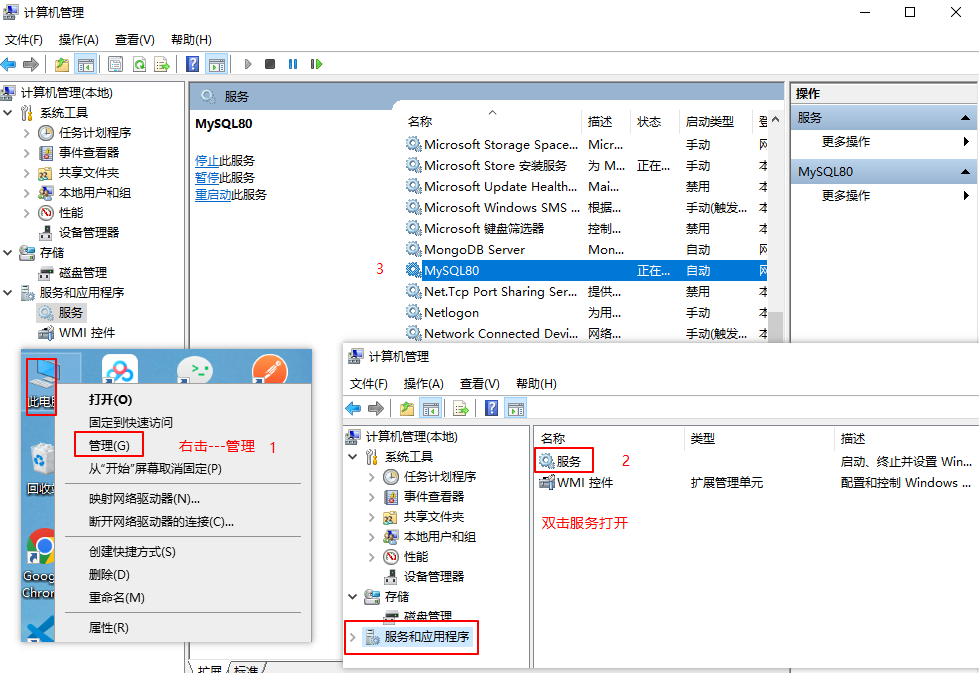 计算机管理
文件(F) 操作(A) 查看(V) 帮助(H)
计算机管理(本地)
系统工具
任务计划程序
事件查看器
共享文件夹
本地用户和组
性能
设备管理器
存储
磁盘管理
服务和应用程序
服务
WMI 控件
服务
MySQL80
停止此服务
暂停此服务
重启动此服务
名称 描述 状态 启动类型
Microsoft Storage Space... Micr... 手动
Microsoft Store 安装服务 为 M... 正在... 手动
Microsoft Update Health... Mai... 禁用
Microsoft Windows SMS ... 根据... 手动(触发...
Microsoft 键盘筛选器 控制... 禁用
MongoDB Server Mon... 自动
3 MySQL80 正在... 自动
Net.Tcp Port Sharing Ser... 提供... 禁用
Netlogon 为用... 手动
Network Connected Devi... 网络... 手动(触发...
扩展 标准
操作
服务
更多操作
MySQL80
更多操作
此电脑
打开(O)
固定到快速访问
管理(G) 右击---管理 1
从"开始"屏幕取消固定(P)
映射网络驱动器(N)...
断开网络驱动器的连接(C)...
创建快捷方式(S)
删除(D)
重命名(M)
属性(R)
回收
Goog
Chron
计算机管理
文件(F) 操作(A) 查看(V) 帮助(H)
计算机管理(本地)
系统工具
任务计划程序
事件查看器
共享文件夹
本地用户和组
性能
设备管理器
存储
磁盘管理
服务和应用程序
名称 类型 描述
服务 2 启动、终止并设置 Win...
WMI 控件 扩展管理单元 配置和控制 Windows ...
双击服务打开